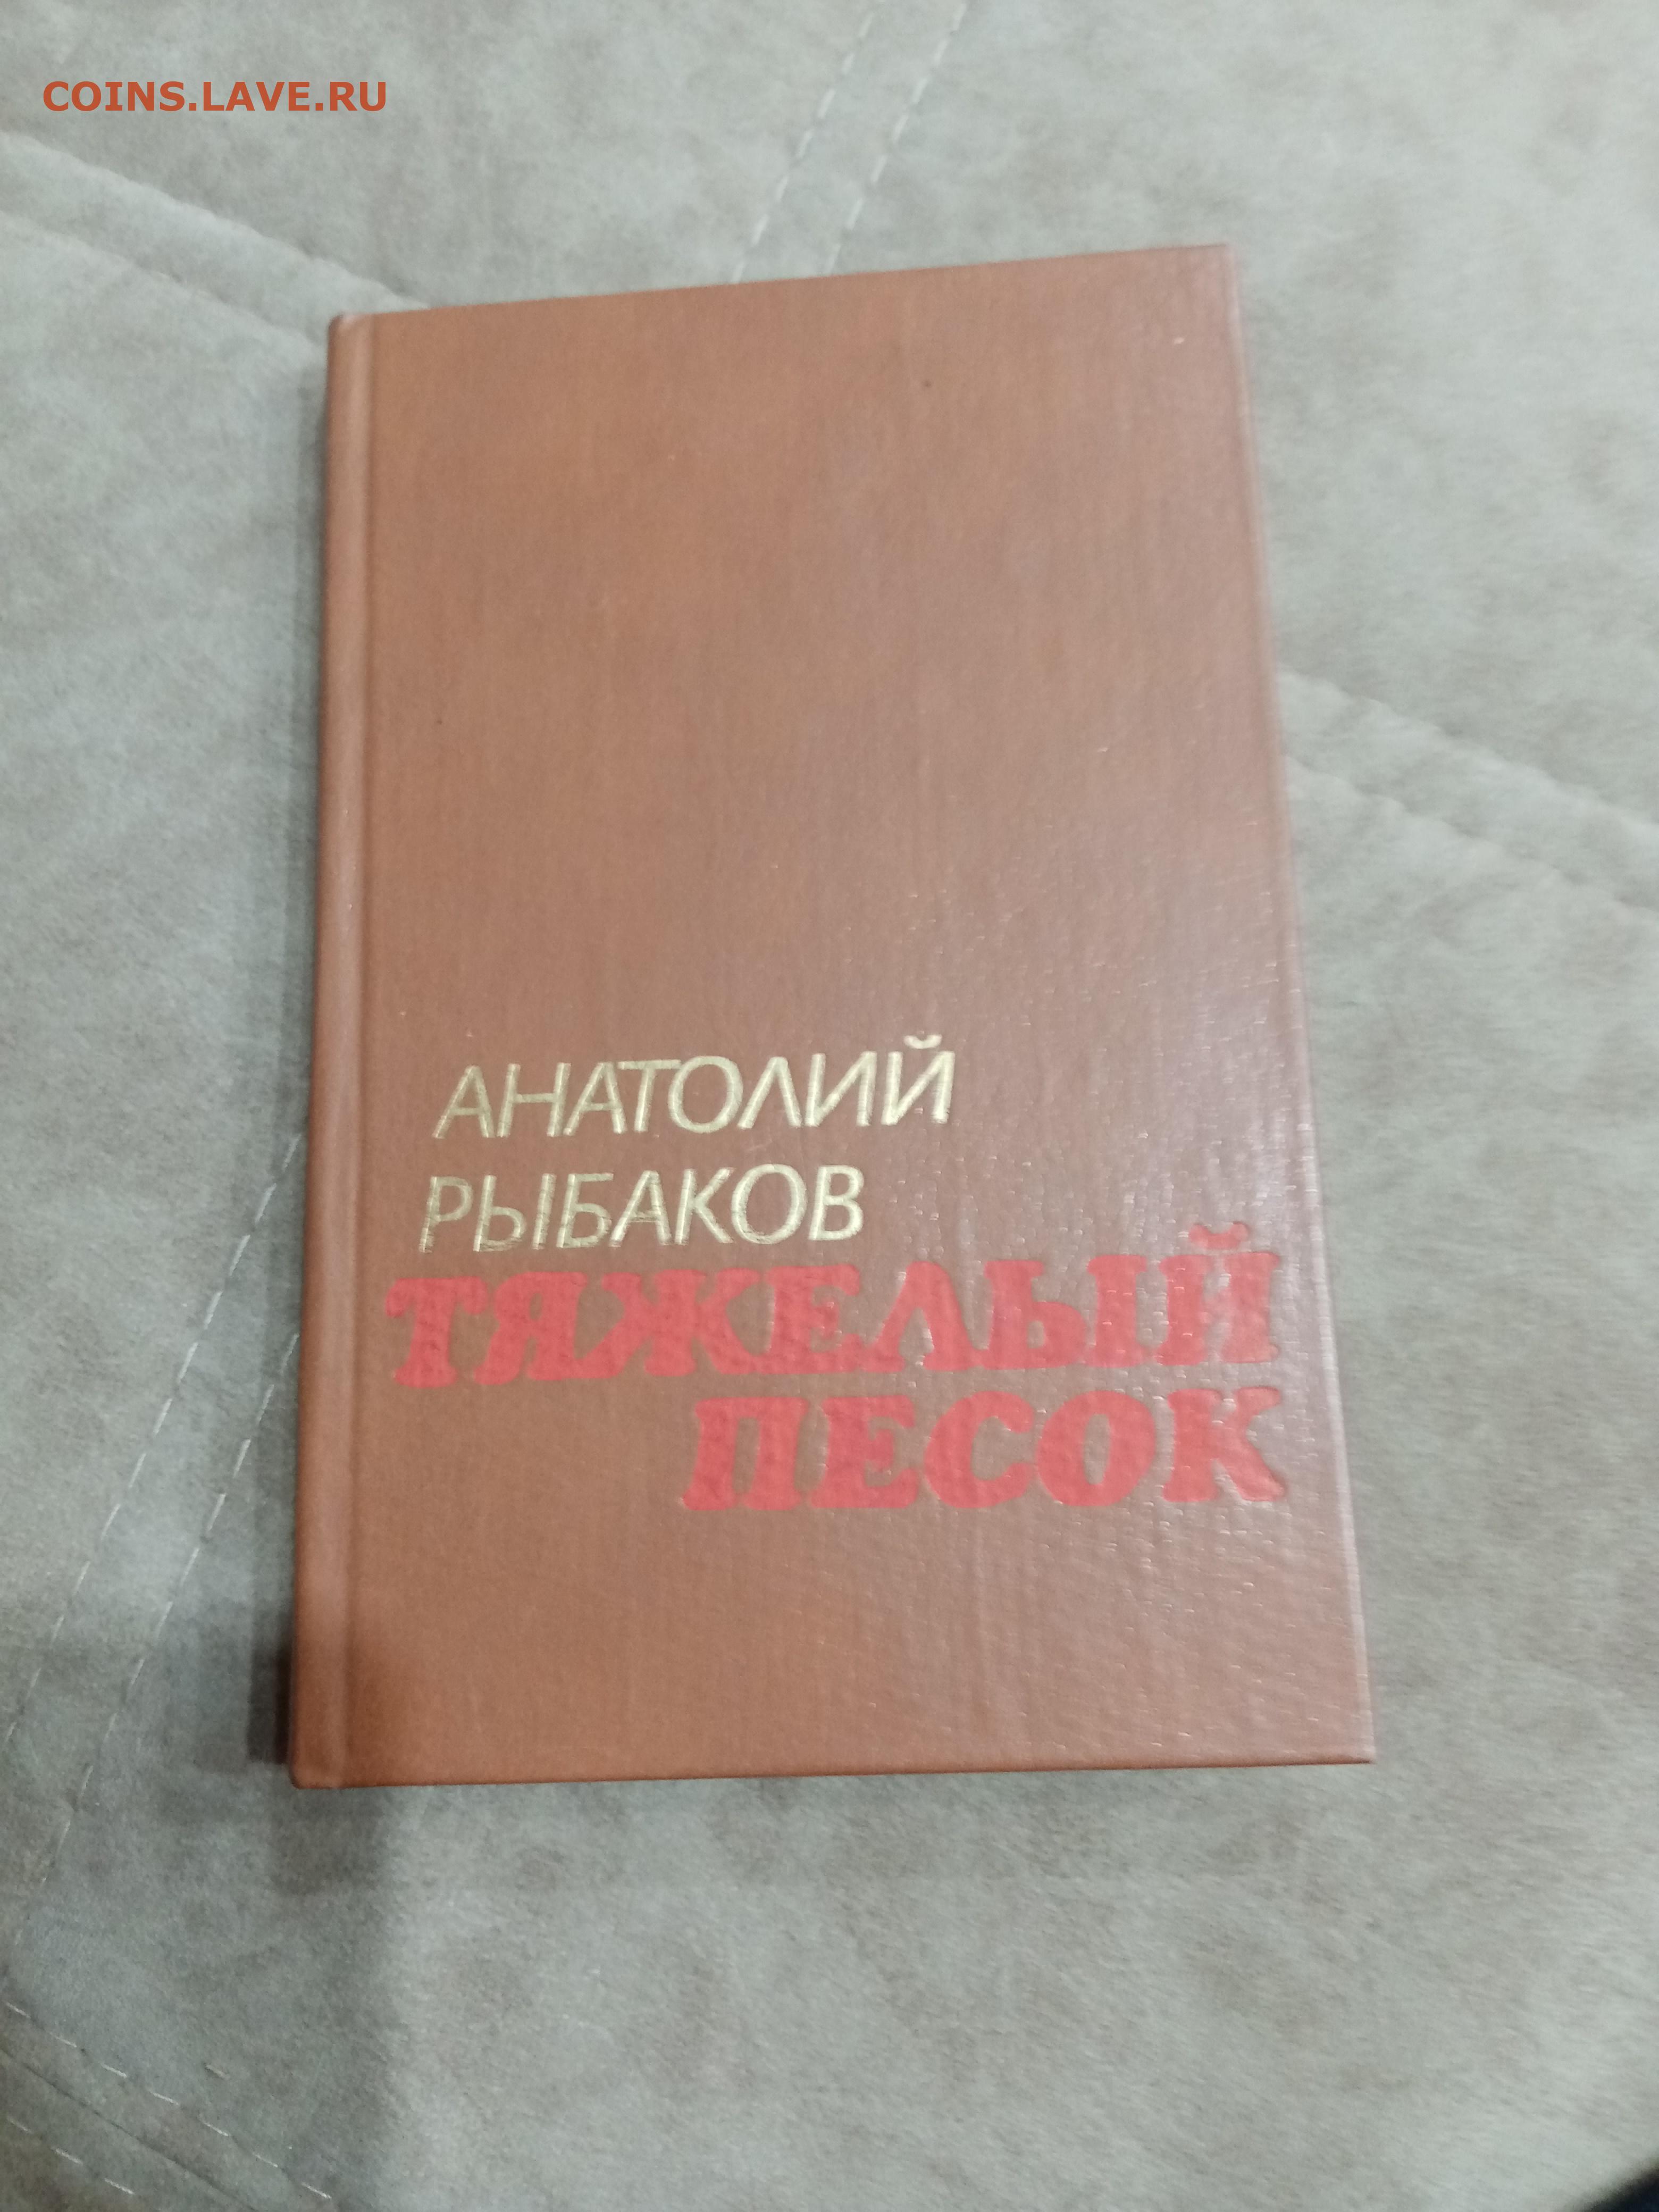 COINS.LAVE.RU
АНАТОЛИЙ
РЫБАКОВ
ТЯЖЕЛЫЙ
ПЕСОК